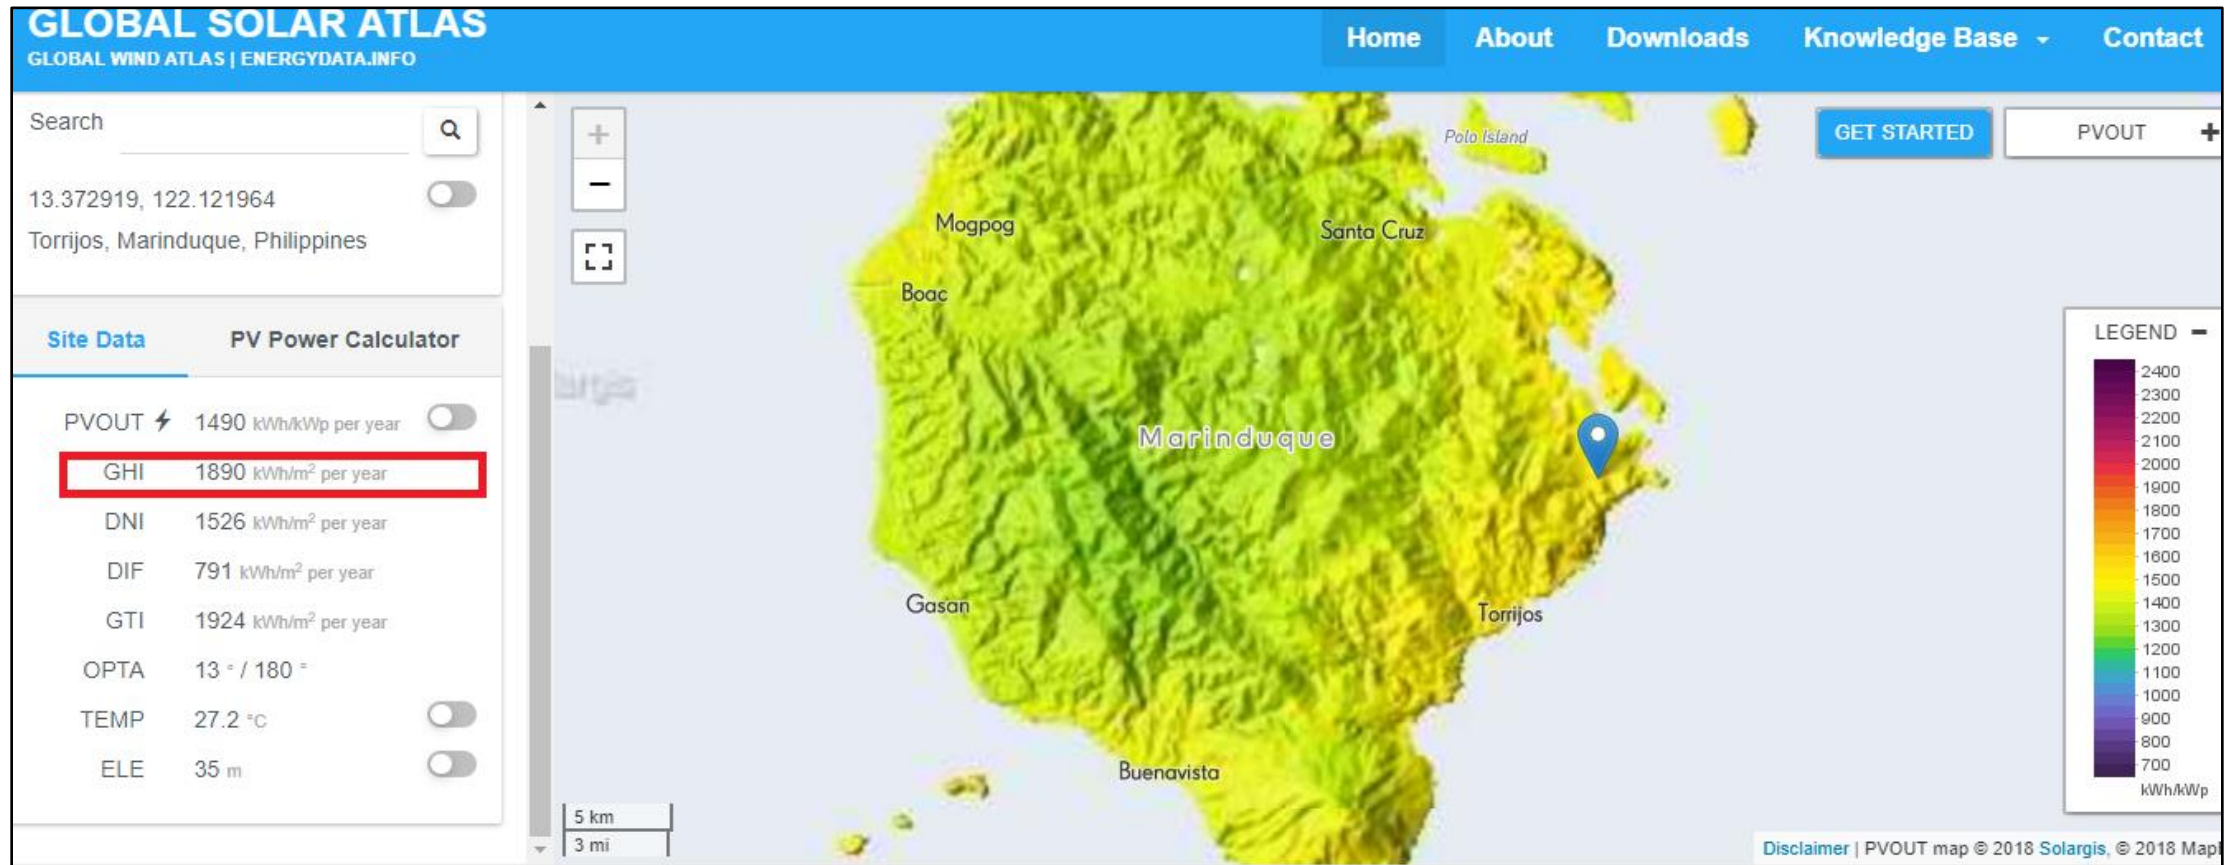 GLOBAL SOLAR ATLAS
GLOBAL WIND ATLAS | ENERGYDATA.INFO
Home About Downloads Knowledge Base Contact
Search
13.372919, 122.121964
Torrijos, Marinduque, Philippines
Site Data PV Power Calculator
PVOUT 1490 kWh/kWp per year
GHI 1890 kWh/m² per year
DNI 1526 kWh/m² per year
DIF 791 kWh/m² per year
GTI 1924 kWh/m² per year
OPTA 13 ° / 180 °
TEMP 27.2 °C
ELE 35 m
+
−
Polo Island
Mogpog
Santa Cruz
Boac
Marinduque
Gasan
Torrijos
Buenavista
5 km
3 mi
GET STARTED
PVOUT +
LEGEND −
2400
2300
2200
2100
2000
1900
1800
1700
1600
1500
1400
1300
1200
1100
1000
900
800
700
kWh/kWp
Disclaimer | PVOUT map © 2018 Solargis, © 2018 Map